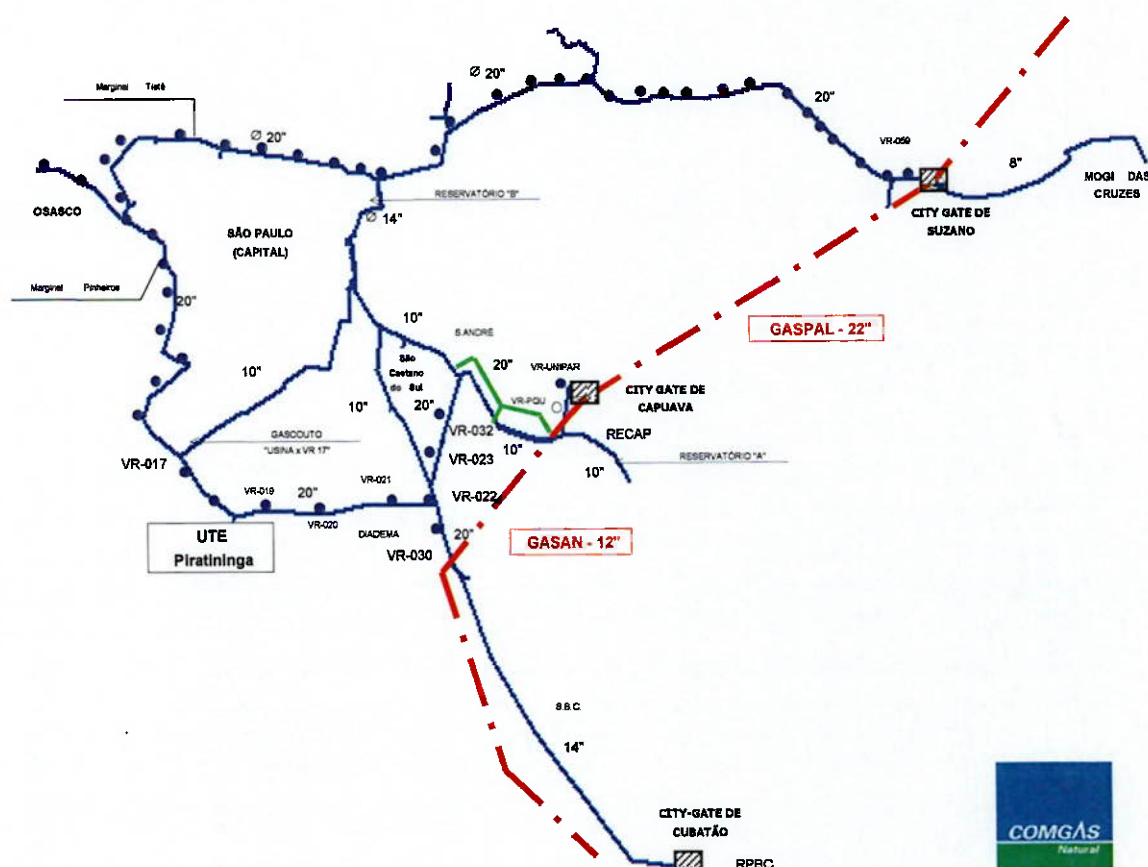 Ø 20"
20"
Marginal Tietê
Ø 20"
VR-059
8"
MOGI DAS
CRUZES
RESERVATÓRIO "B"
OSASCO
Ø 14"
CITY GATE DE
SUZANO
SÃO PAULO
(CAPITAL)
Marginal Pinheiros
20"
10"
S.ANDRÉ
GASPAL - 22"
São
Caetano
do Sul
20"
VR-UNIPAR
10"
CITY GATE DE
CAPUAVA
10"
20"
VR-PQU
VR-032
RECAP
GASODUTO
"USINA x VR 17"
10"
RESERVATÓRIO "A"
VR-017
VR-023
10"
VR-021
VR-019
20"
VR-022
VR-020
DIADEMA
20"
UTE
Piratininga
VR-030
GASAN - 12"
S.B.C.
14"
CITY-GATE DE
CUBATÃO
RPBC
COMGÁS
Natural